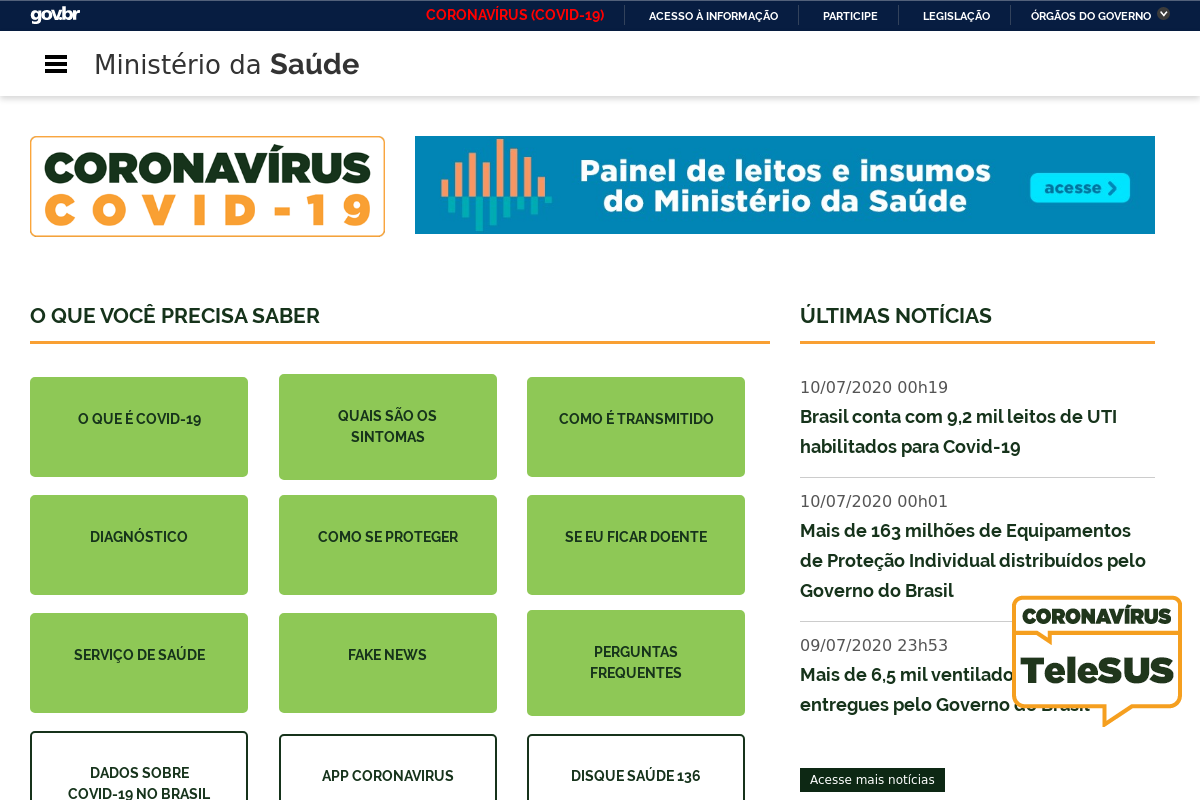 gov.br
CORONAVÍRUS (COVID-19)
ACESSO À INFORMAÇÃO
PARTICIPE
LEGISLAÇÃO
ÓRGÃOS DO GOVERNO
Ministério da Saúde
CORONAVÍRUS
COVID-19
Painel de leitos e insumos
do Ministério da Saúde
acesse
O QUE VOCÊ PRECISA SABER
O QUE É COVID-19
QUAIS SÃO OS
SINTOMAS
COMO É TRANSMITIDO
DIAGNÓSTICO
COMO SE PROTEGER
SE EU FICAR DOENTE
SERVIÇO DE SAÚDE
FAKE NEWS
PERGUNTAS
FREQUENTES
DADOS SOBRE
COVID-19 NO BRASIL
APP CORONAVIRUS
DISQUE SAÚDE 136
ÚLTIMAS NOTÍCIAS
10/07/2020 00h19
Brasil conta com 9,2 mil leitos de UTI
habilitados para Covid-19
10/07/2020 00h01
Mais de 163 milhões de Equipamentos
de Proteção Individual distribuídos pelo
Governo do Brasil
09/07/2020 23h53
Mais de 6,5 mil ventilado
entregues pelo Governo do Brasil
CORONAVÍRUS
TeleSUS
Acesse mais notícias